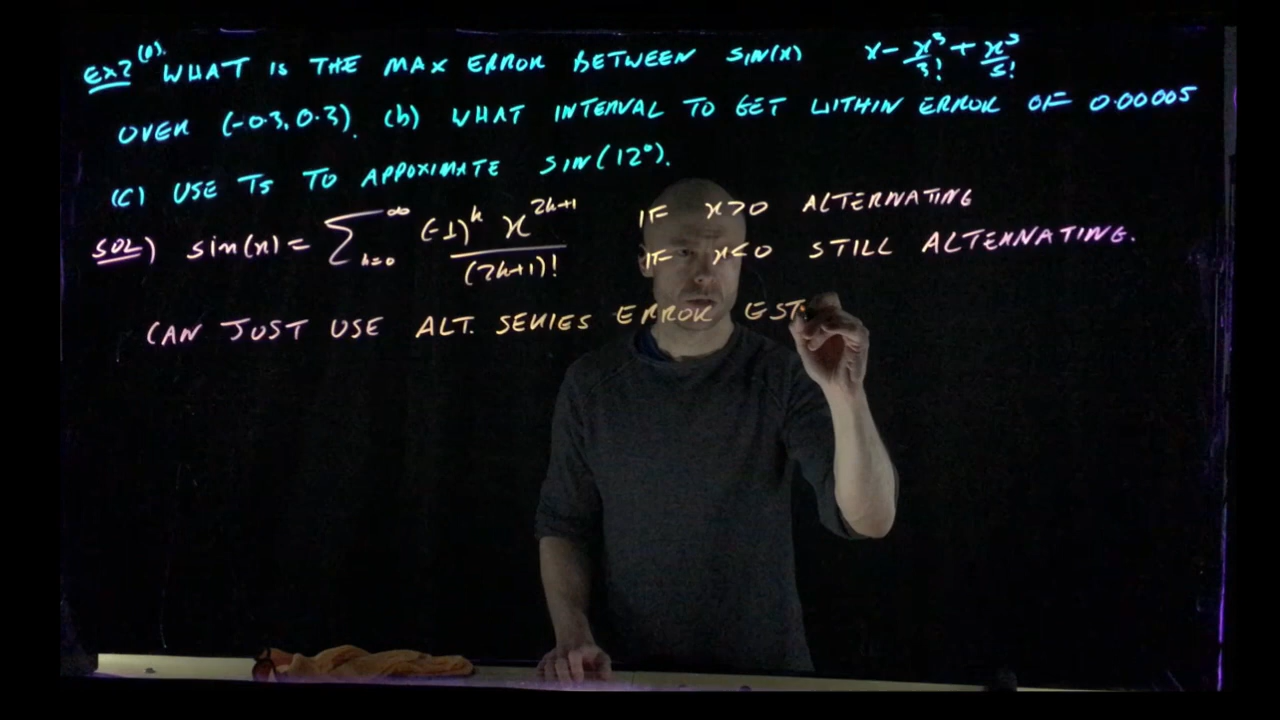 EX2 (a). WHAT IS THE MAX ERROR BETWEEN SIN(x) x - x³/3! + x⁵/5!
OVER (-0.3, 0.3). (b) WHAT INTERVAL TO GET WITHIN ERROR OF 0.00005
(C) USE T5 TO APPOXIMATE SIN(12°).
SOL) sin(x) = ∑_{k=0}^{∞} (-1)^k x^{2k+1} / (2k+1)! IF x>0 ALTERNATING
IF x<0 STILL ALTERNATING.
CAN JUST USE ALT. SERIES ERROR EST.